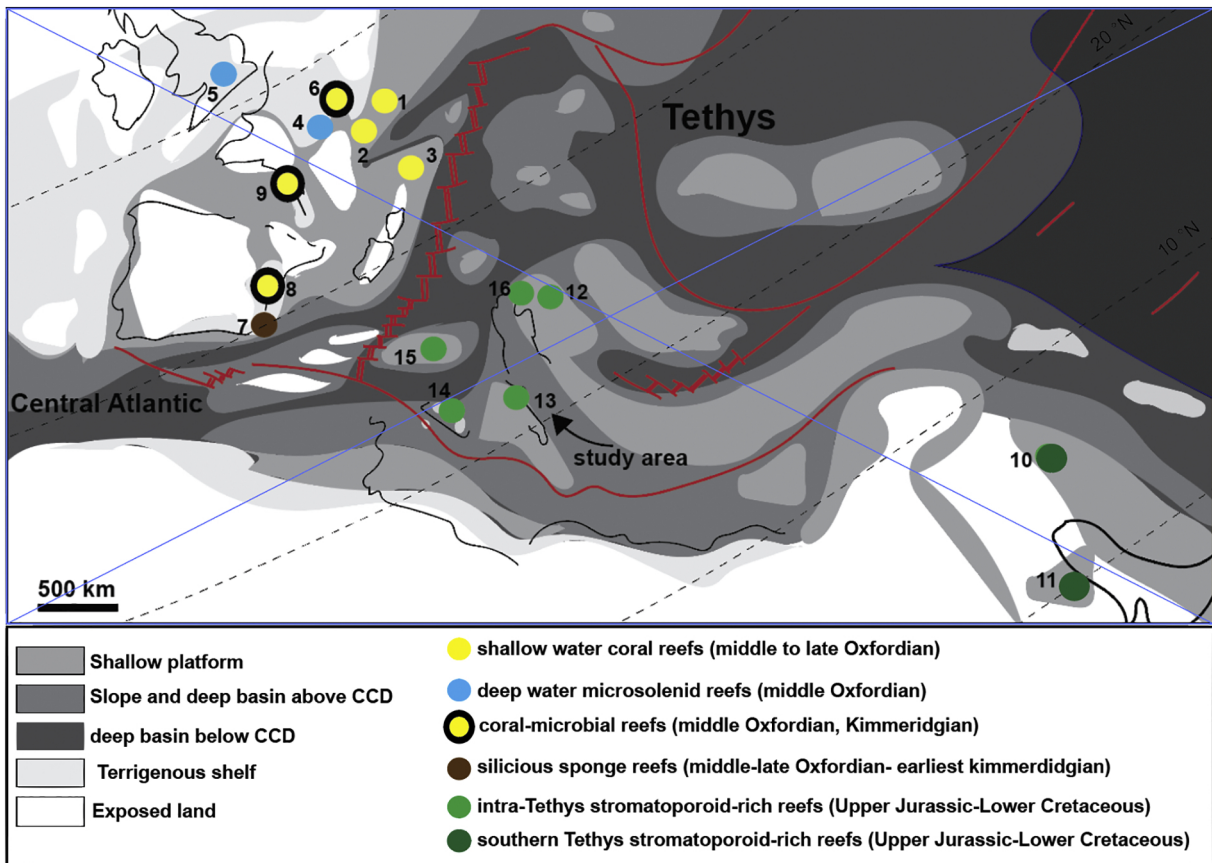 20 °N
Tethys
6
1
5
4
2
3
9
10 °N
16
12
8
7
15
Central Atlantic
14
13
study area
10
11
500 km
Shallow platform
Slope and deep basin above CCD
deep basin below CCD
Terrigenous shelf
Exposed land
shallow water coral reefs (middle to late Oxfordian)
deep water microsolenid reefs (middle Oxfordian)
coral-microbial reefs (middle Oxfordian, Kimmeridgian)
silicious sponge reefs (middle-late Oxfordian- earliest kimmerdidgian)
intra-Tethys stromatoporoid-rich reefs (Upper Jurassic-Lower Cretaceous)
southern Tethys stromatoporoid-rich reefs (Upper Jurassic-Lower Cretaceous)